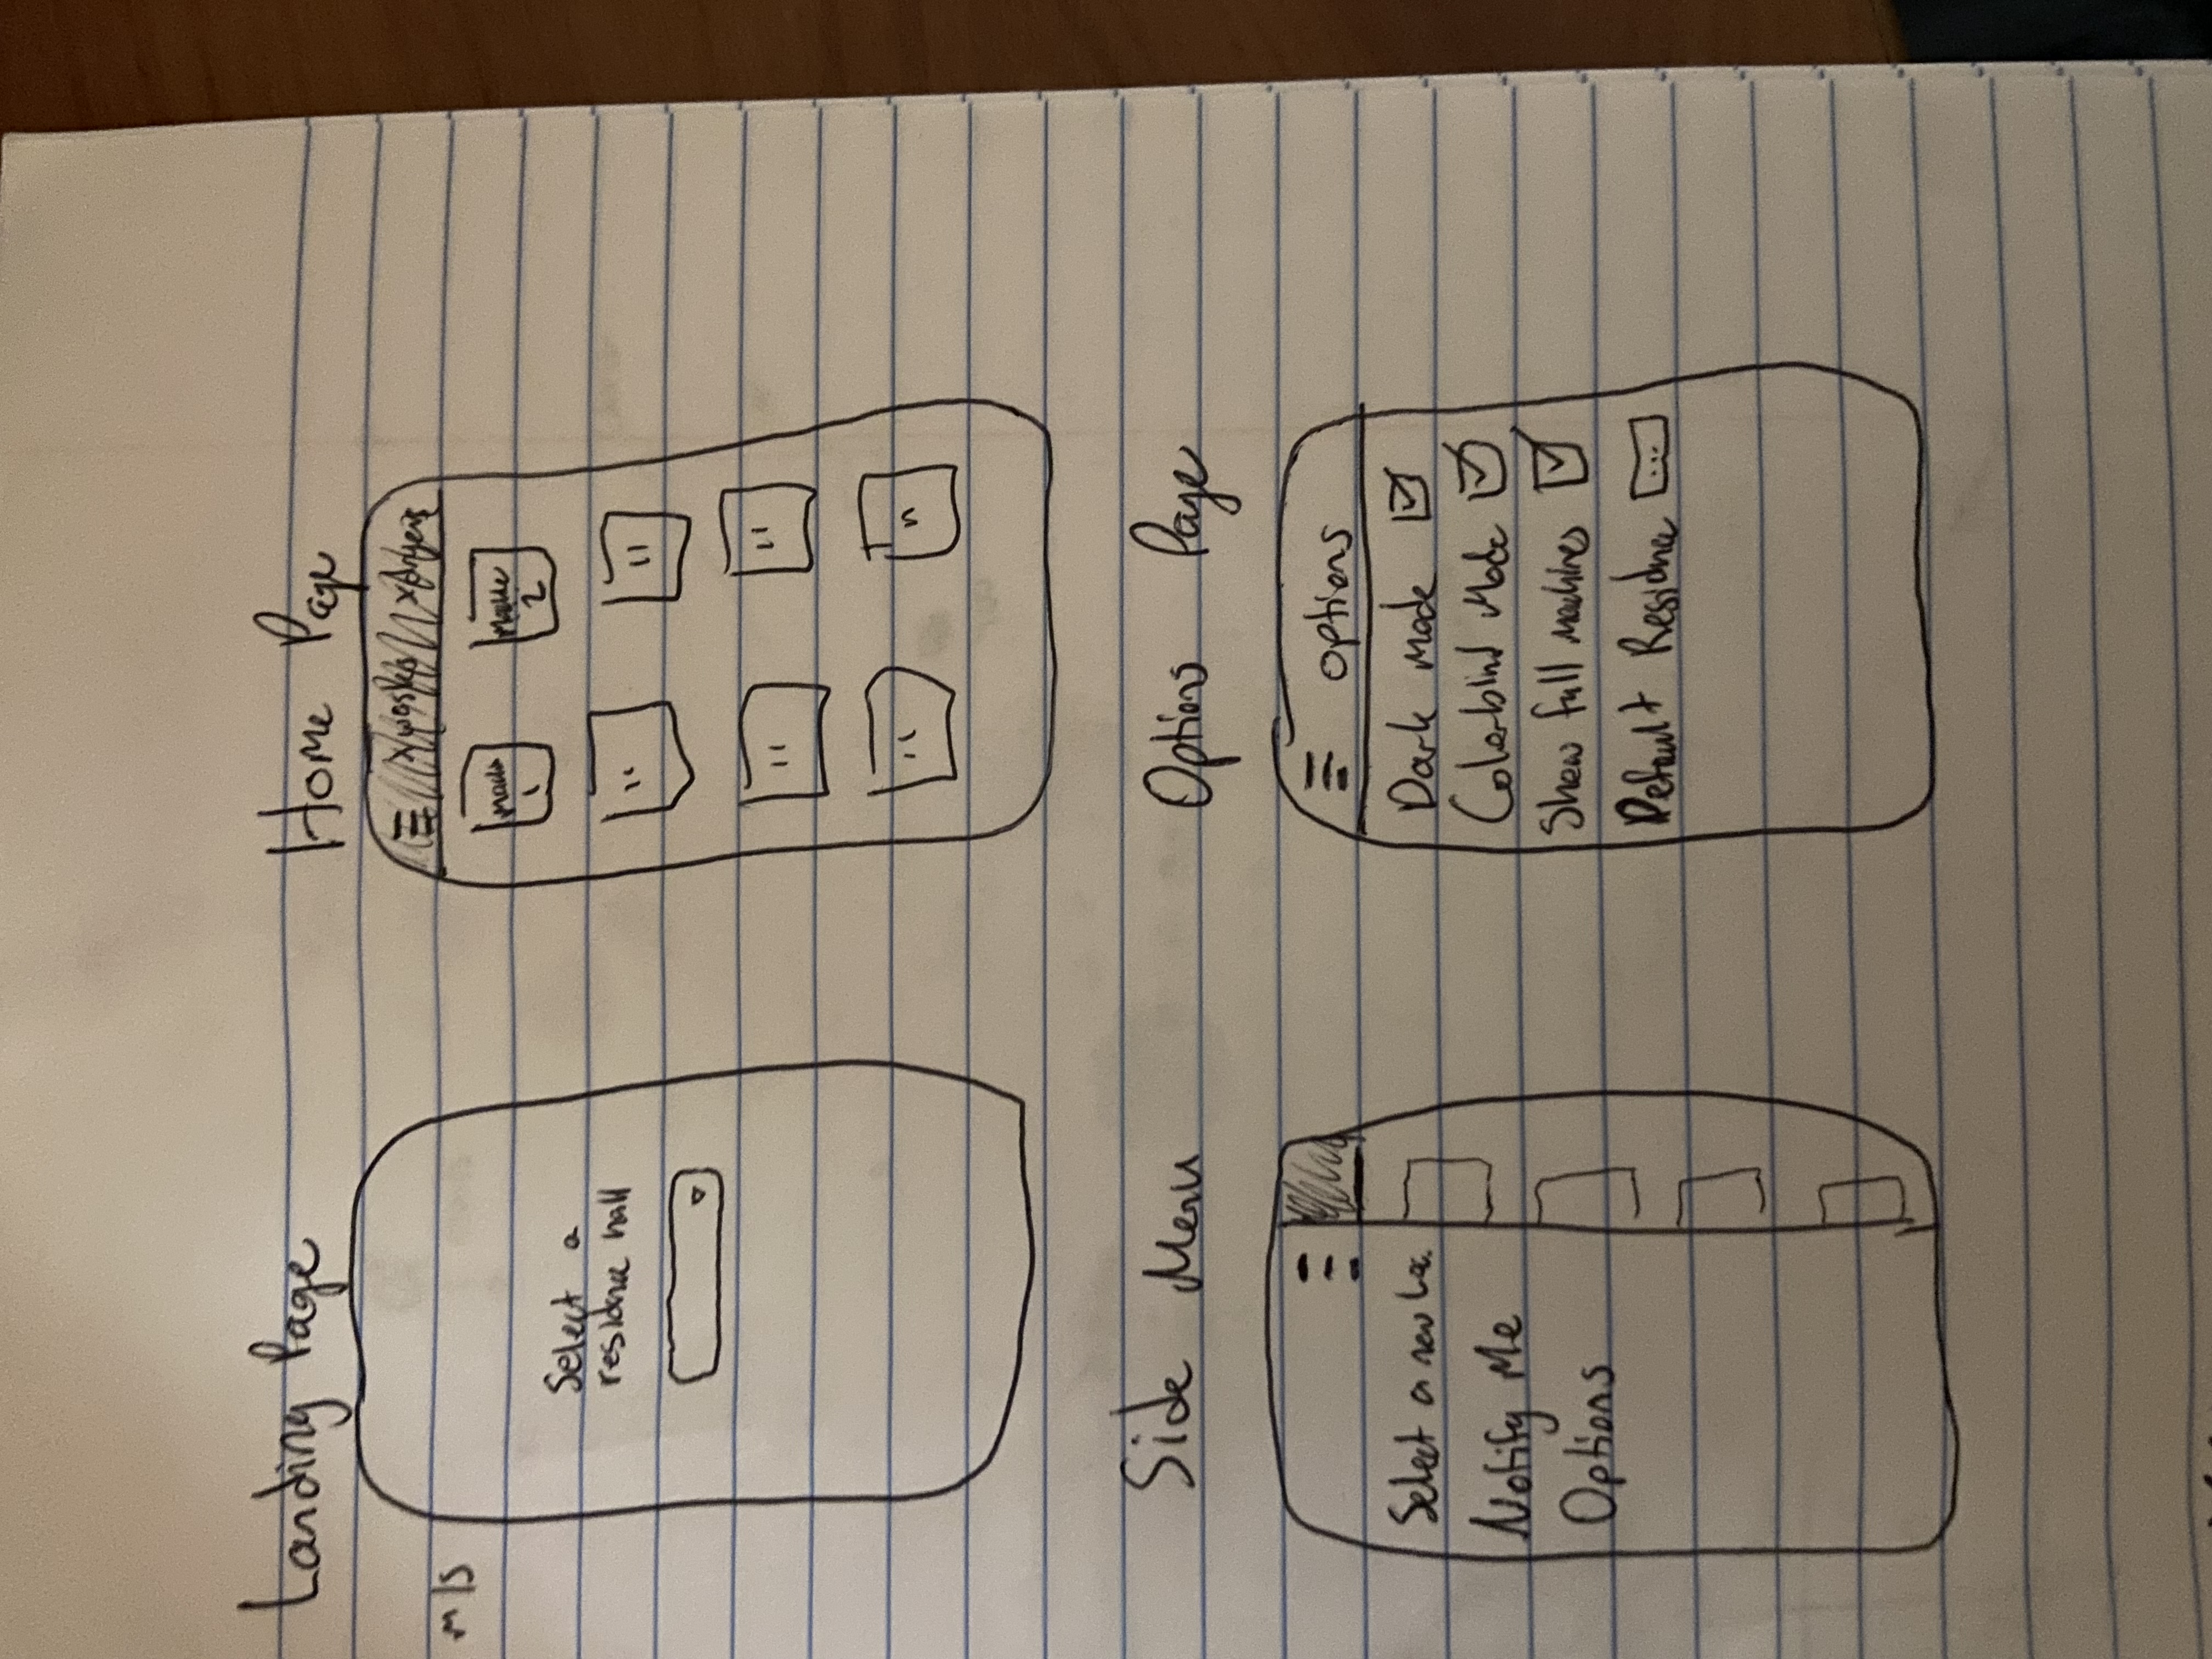 Landing Page
m/s
Select a
residence hall
Home Page
x washers x dryers
Machine
1
Machine
2
"
"
"
"
"
n
Side Menu
Select a new Loc.
Notify Me
Options
Options Page
options
Dark Mode
Colorblind Mode
Show full machines
Default Residence ...